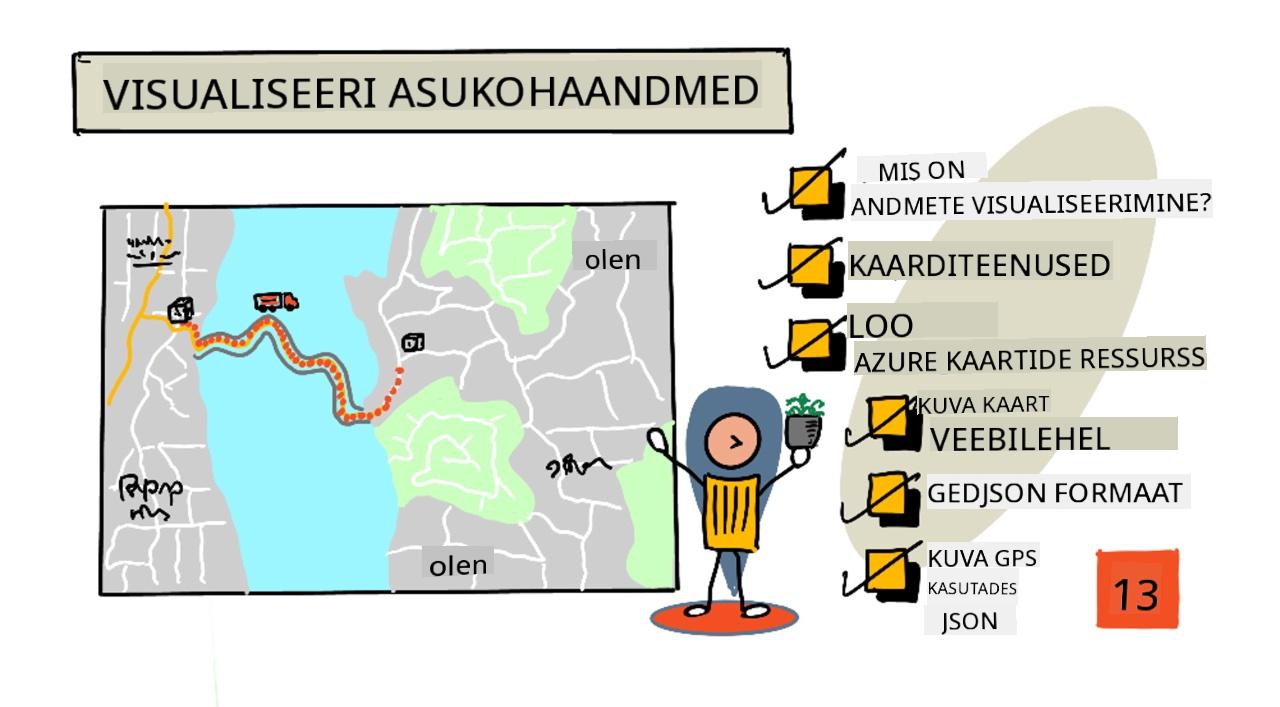 VISUALISEERI ASUKOHAANDMED
MIS ON
ANDMETE VISUALISEERIMINE?
KAARDITEENUSED
LOO
AZURE KAARTIDE RESSURSS
KUVA KAART
VEEBILEHEL
GEDJSON FORMAAT
KUVA GPS
KASUTADES
JSON
13
olen
olen